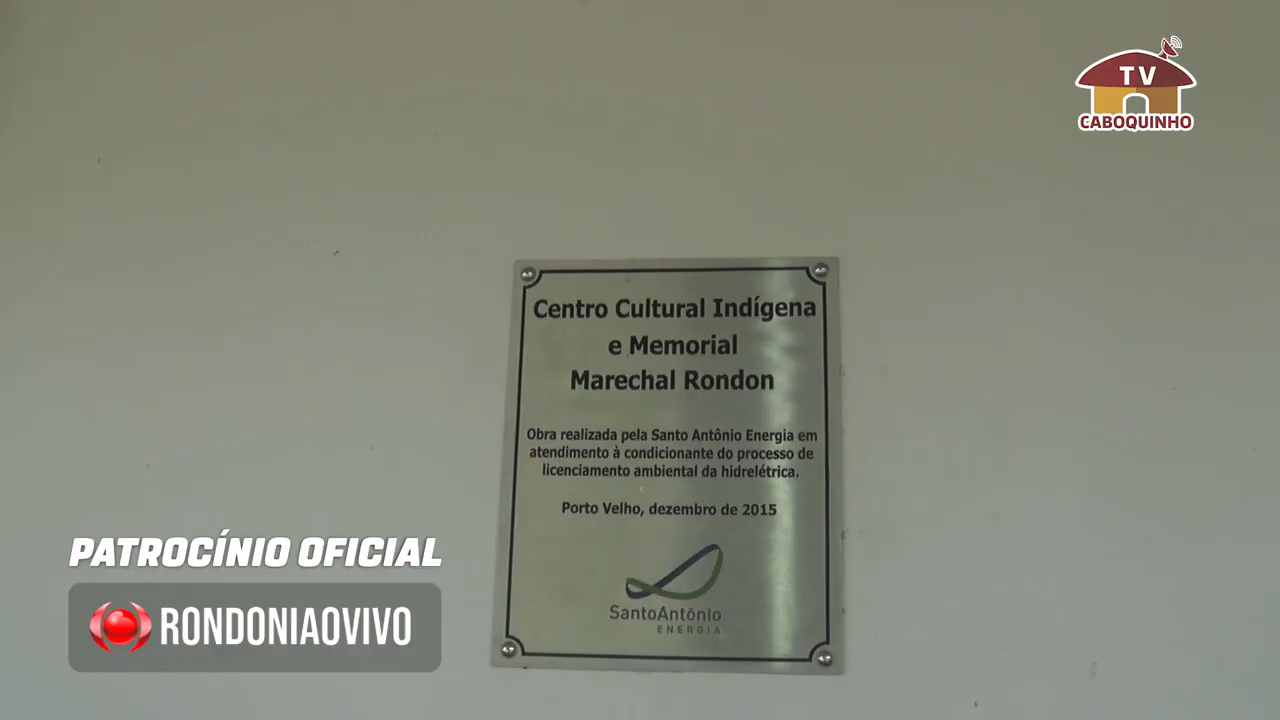 TV
CABOQUINHO
Centro Cultural Indígena
e Memorial
Marechal Rondon
Obra realizada pela Santo Antônio Energia em
atendimento à condicionante do processo de
licenciamento ambiental da hidrelétrica.
Porto Velho, dezembro de 2015
SantoAntônio
ENERGIA
PATROCÍNIO OFICIAL
RONDONIAOVIVO